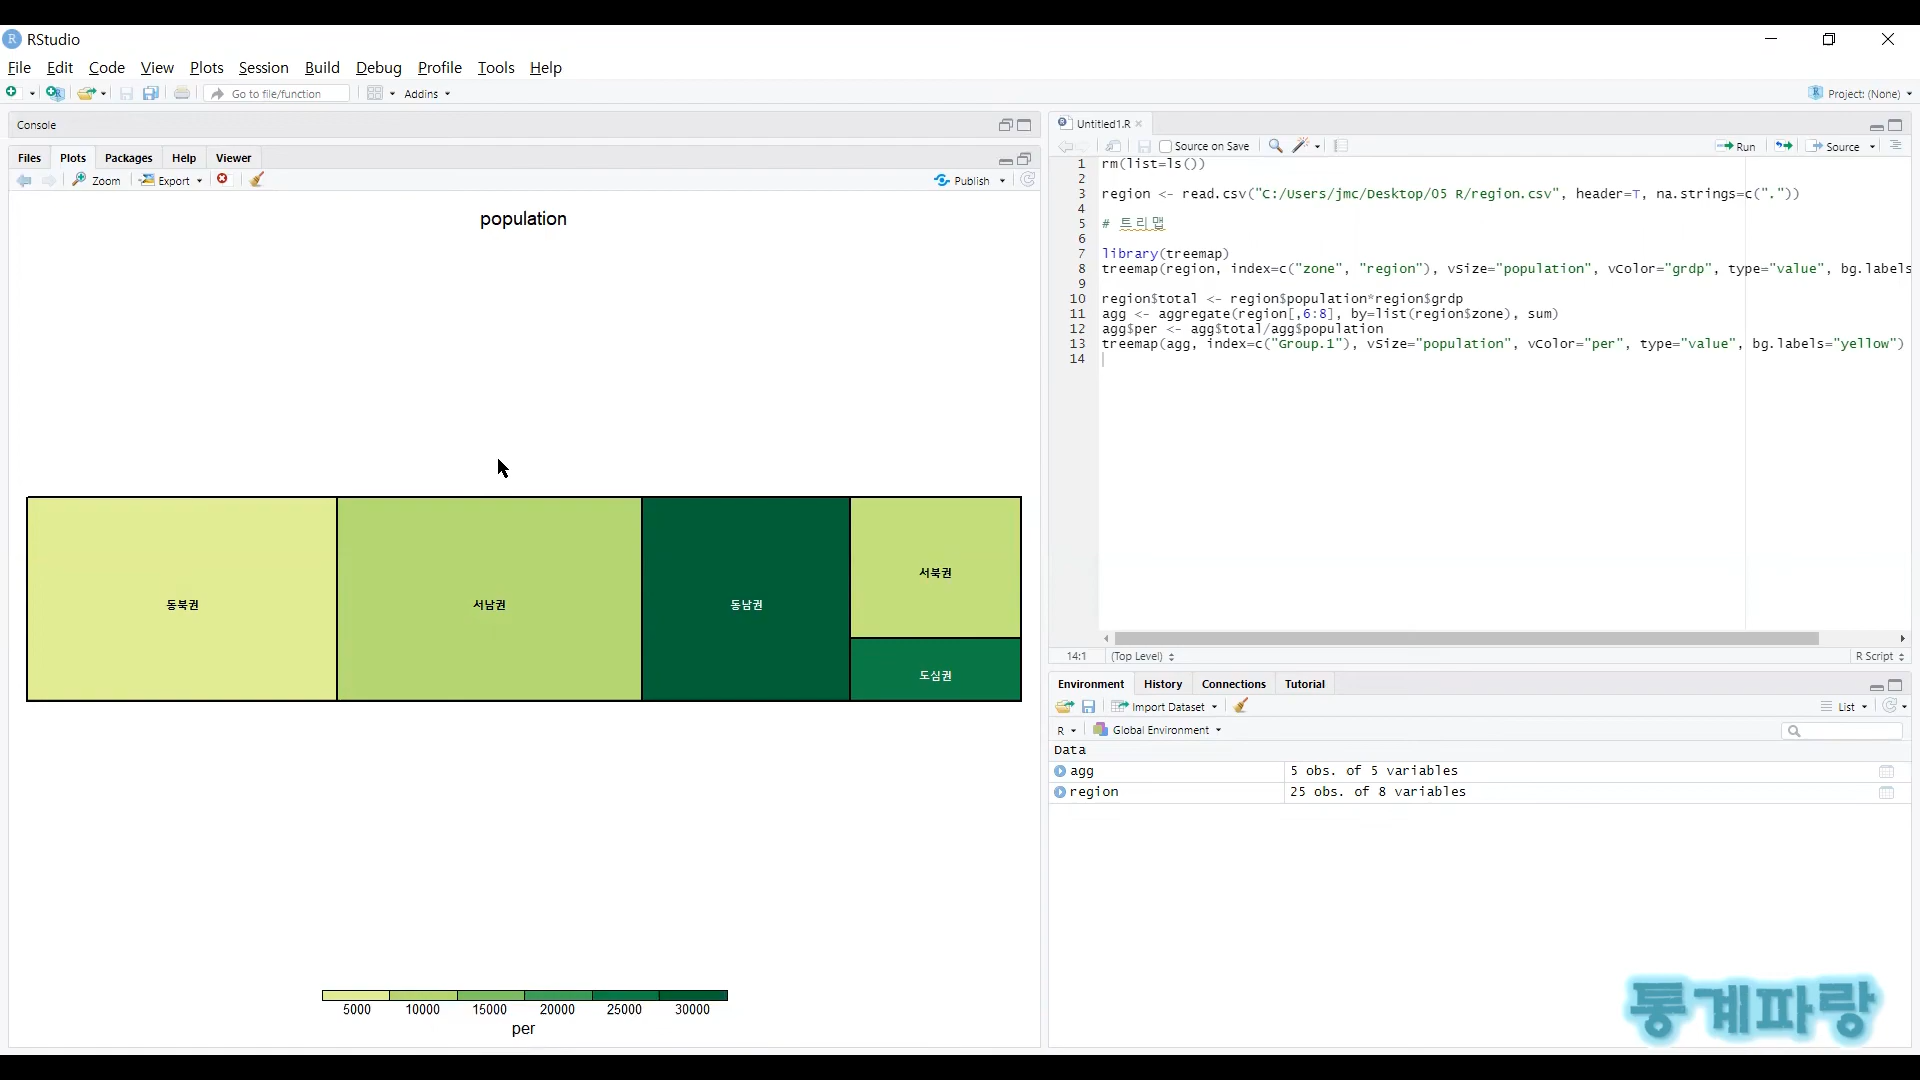 RStudio
File Edit Code View Plots Session Build Debug Profile Tools Help
Go to file/function Addins Project: (None)
Console
Files Plots Packages Help Viewer
Zoom Export Publish
population
동북권
서남권
동남권
서북권
도심권
5000 10000 15000 20000 25000 30000
per
Untitled1.R
Source on Save Run Source
1 rm(list=ls())
2
3 region <- read.csv("C:/Users/jmc/Desktop/05 R/region.csv", header=T, na.strings=c("."))
4
5 # 트리맵
6
7 library(treemap)
8 treemap(region, index=c("zone", "region"), vSize="population", vColor="grdp", type="value", bg.labels
9
10 region$total <- region$population*region$grdp
11 agg <- aggregate(region[,6:8], by=list(region$zone), sum)
12 agg$per <- agg$total/agg$population
13 treemap(agg, index=c("Group.1"), vSize="population", vColor="per", type="value", bg.labels="yellow")
14
14:1 (Top Level) R Script
Environment History Connections Tutorial
Import Dataset List
R Global Environment
Data
agg 5 obs. of 5 variables
region 25 obs. of 8 variables
통계파랑